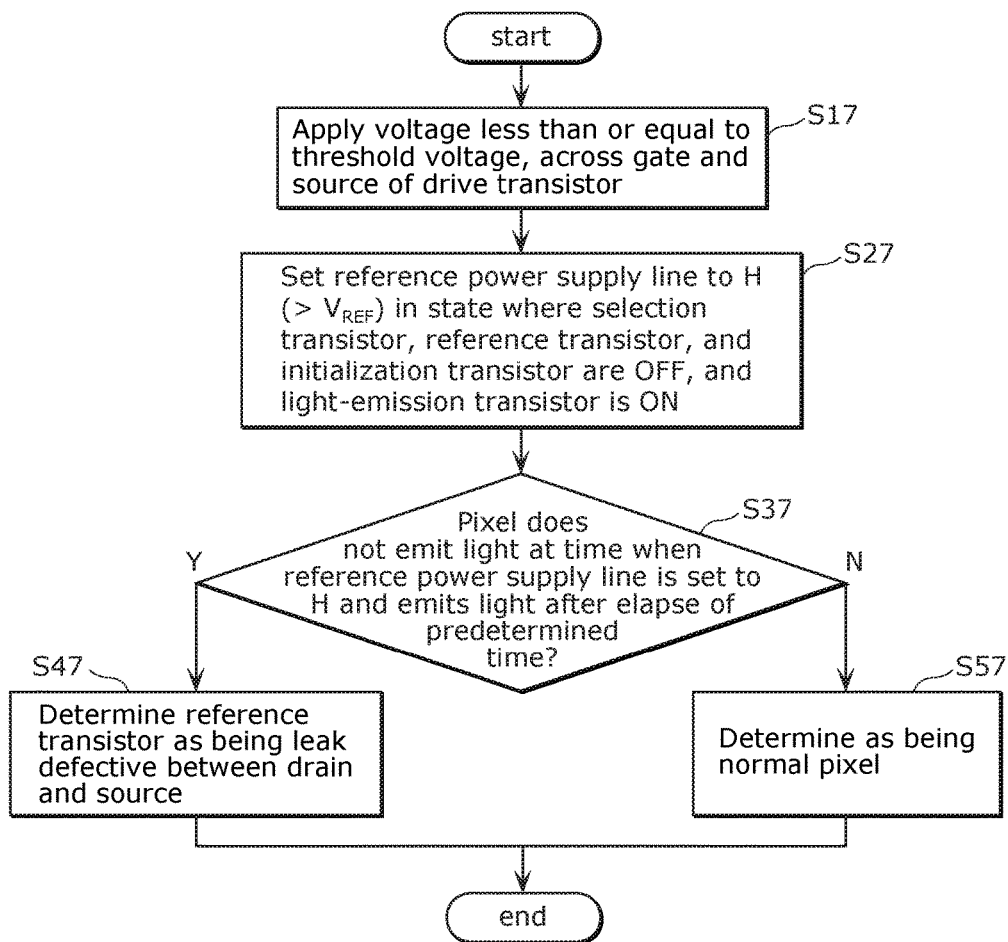 start
S17
Apply voltage less than or equal to
threshold voltage, across gate and
source of drive transistor
S27
Set reference power supply line to H
(> VREF) in state where selection
transistor, reference transistor, and
initialization transistor are OFF, and
light-emission transistor is ON
S37
Pixel does
not emit light at time when
reference power supply line is set to
H and emits light after elapse of
predetermined
time?
Y
N
S47
Determine reference
transistor as being leak
defective between drain
and source
S57
Determine as being
normal pixel
end